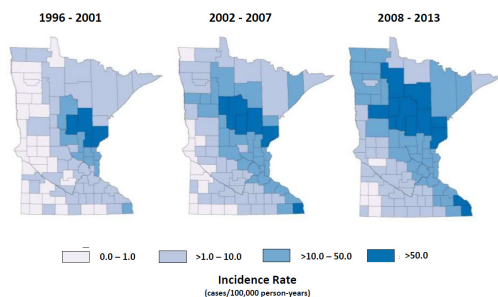 1996 - 2001 2002 - 2007 2008 - 2013
0.0 – 1.0 >1.0 - 10.0 >10.0 - 50.0 >50.0
Incidence Rate
(cases/100,000 person-years)